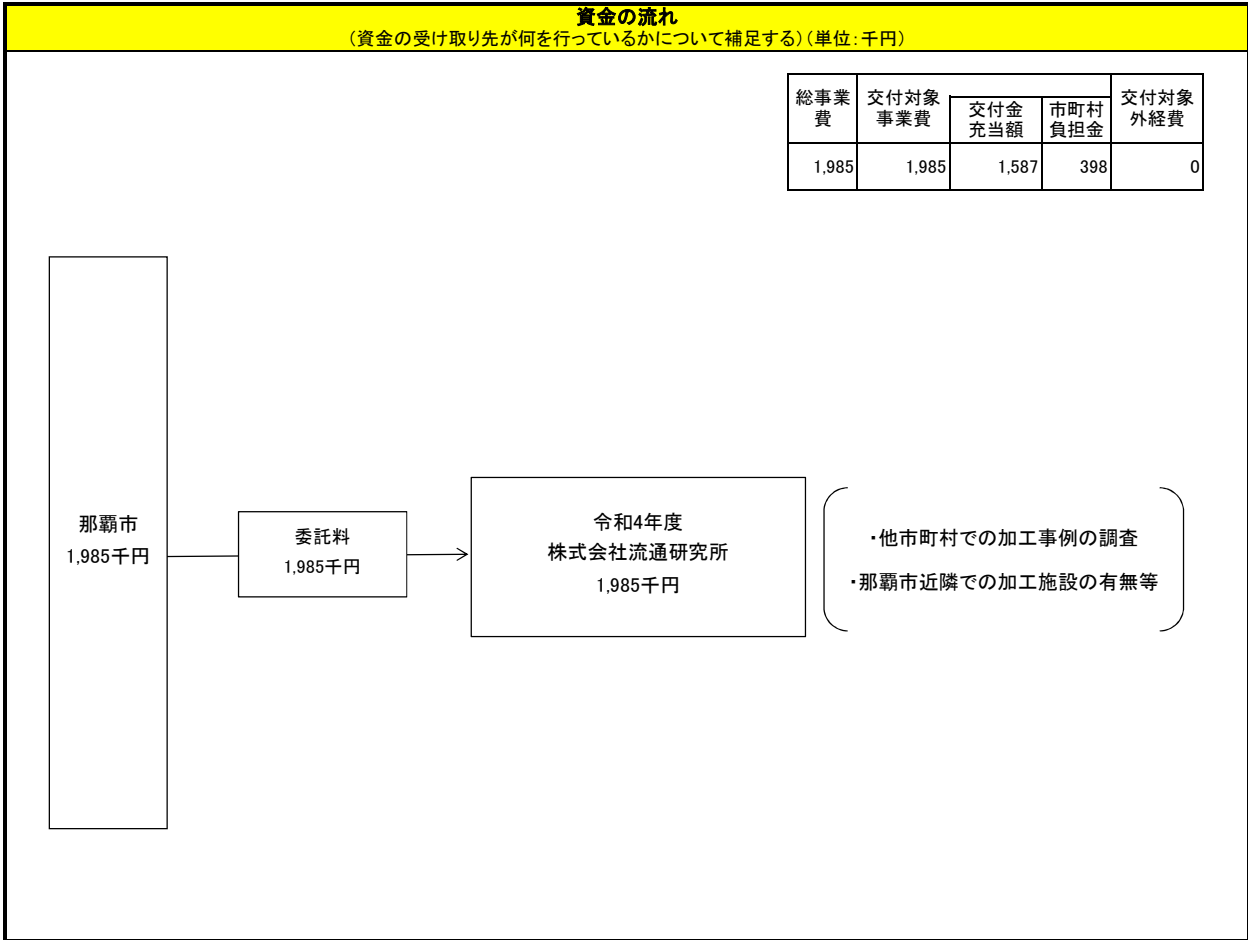 資金の流れ
（資金の受け取り先が何を行っているかについて補足する）（単位：千円）
総事業
費
交付対象
事業費
交付金
充当額
市町村
負担金
交付対象
外経費
1,985
1,985
1,587
398
0
那覇市
1,985千円
委託料
1,985千円
令和4年度
株式会社流通研究所
1,985千円
・他市町村での加工事例の調査
・那覇市近隣での加工施設の有無等